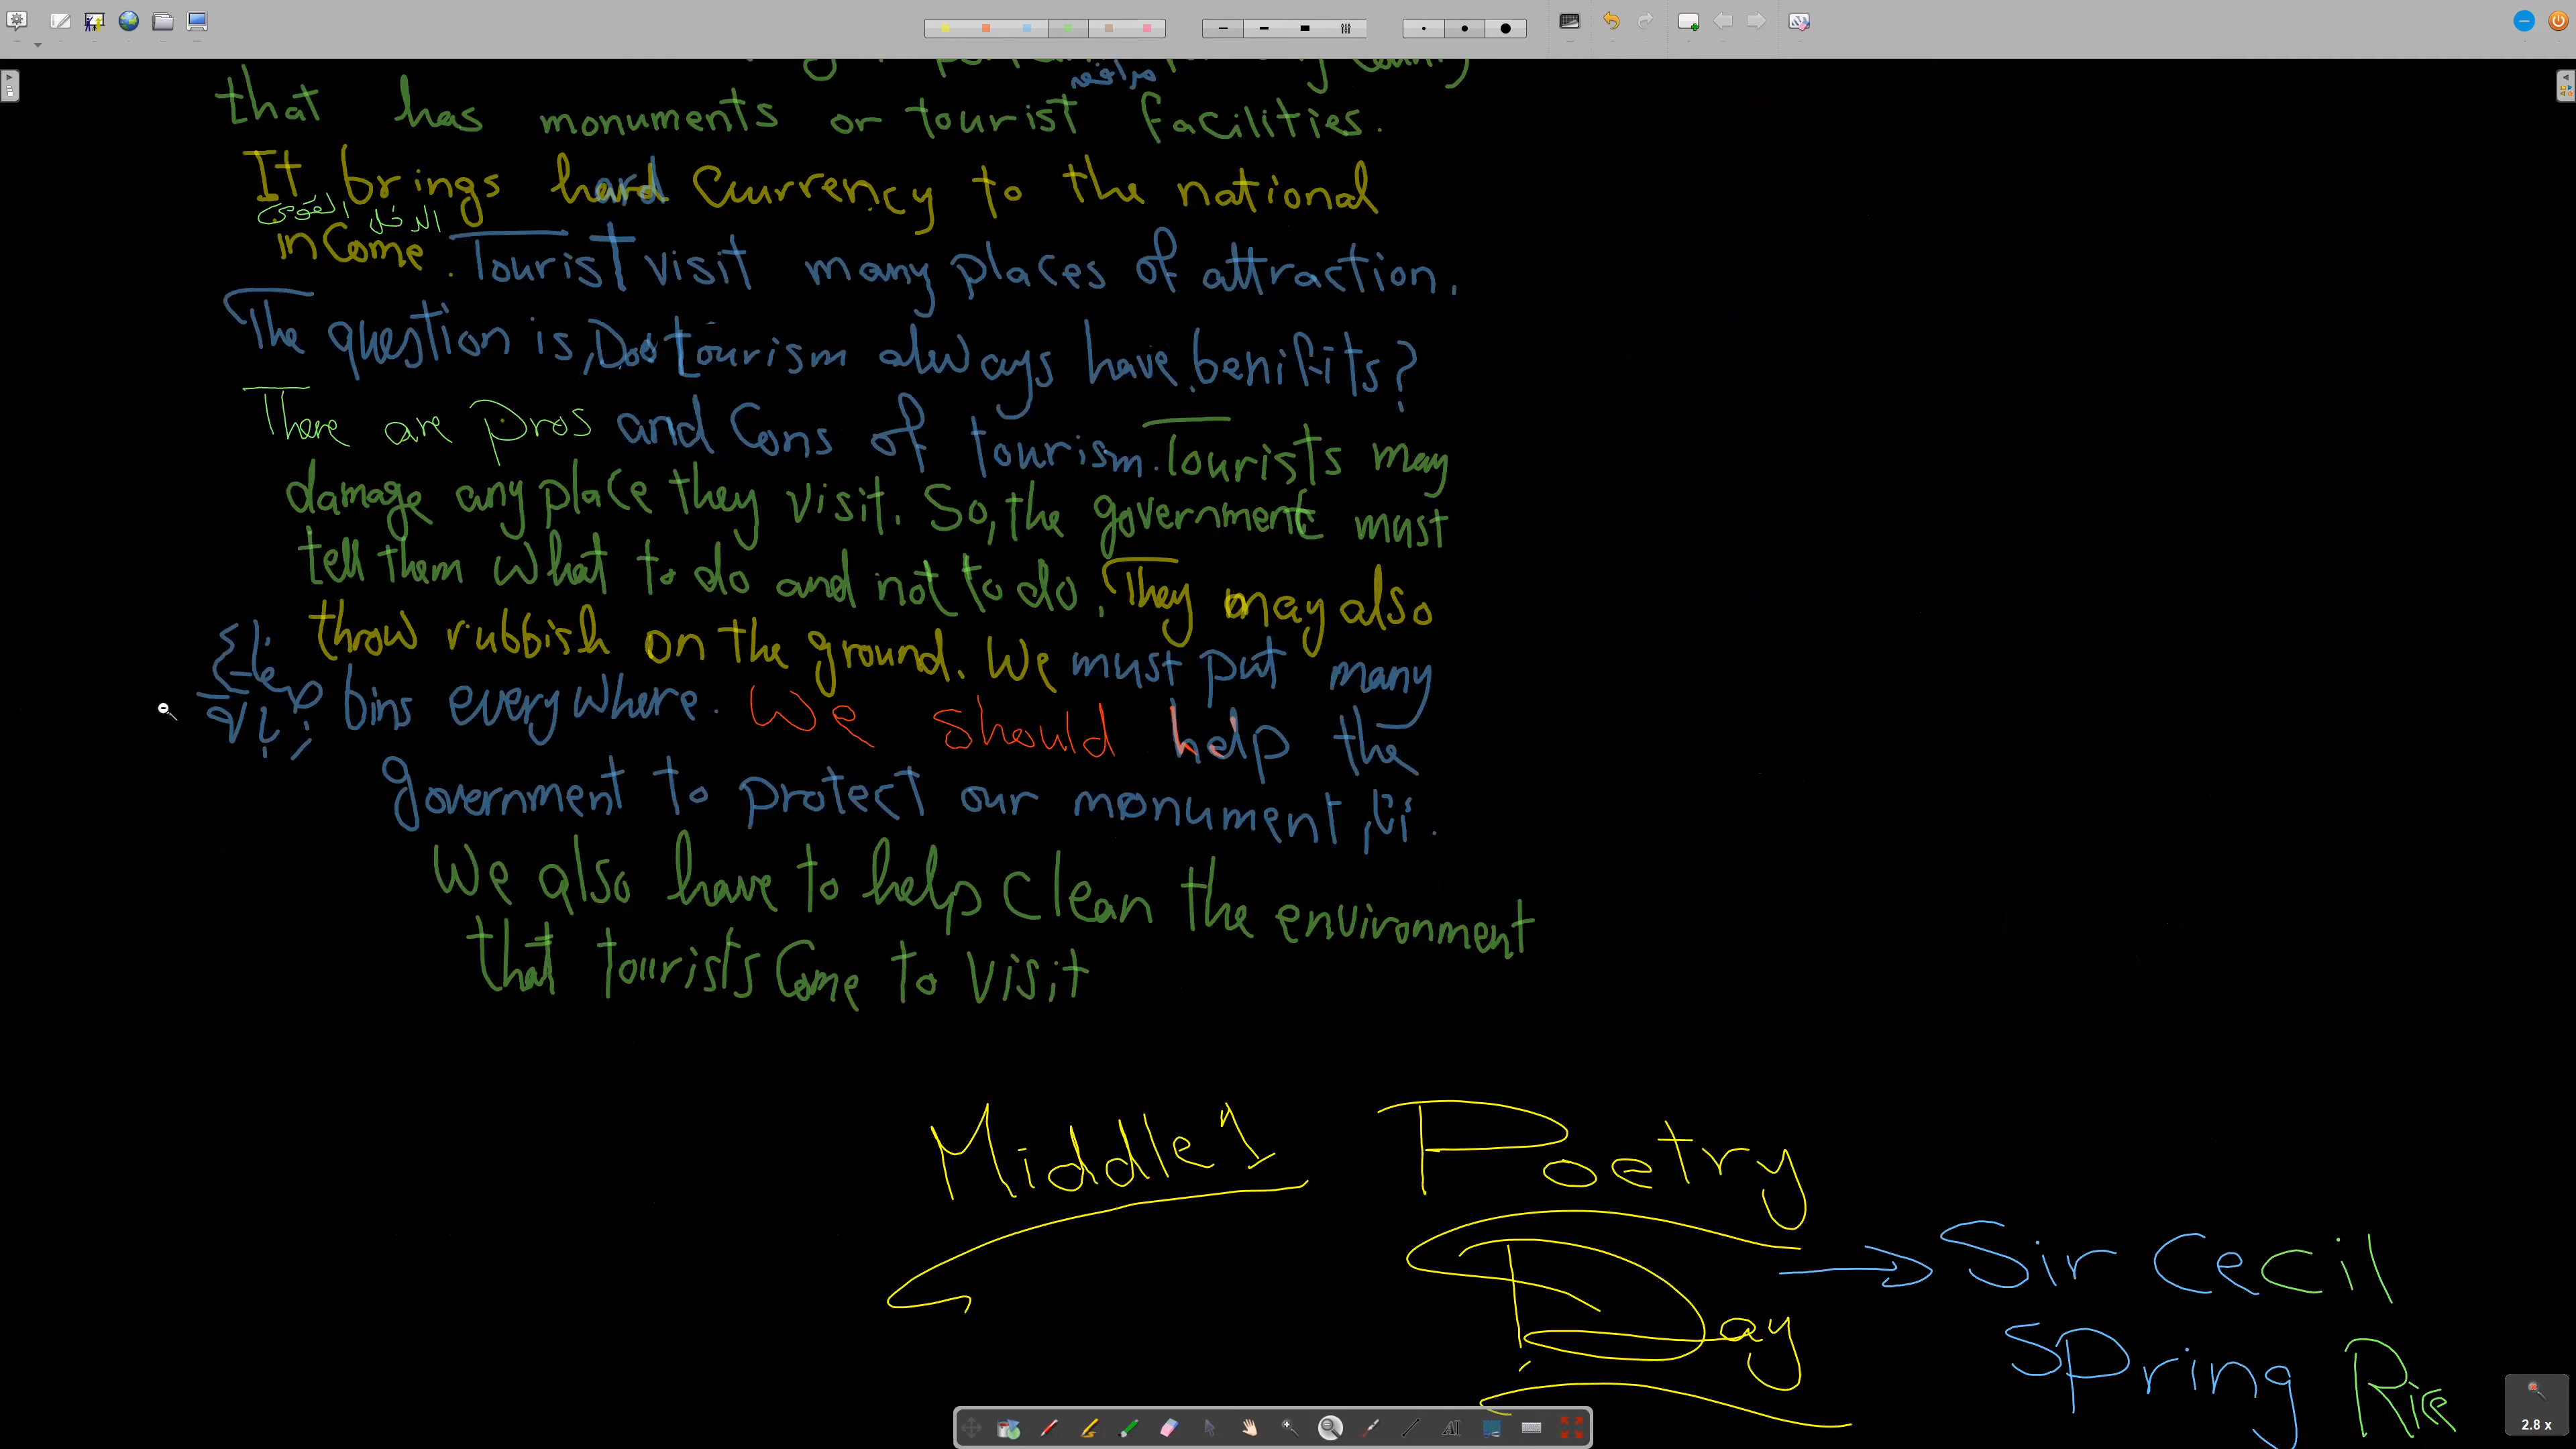 that has monuments or tourist facilities.
It brings hard currency to the national
الدخل القومى
income. Tourist visit many places of attraction.
The question is, Do tourism always have benifits?
There are pros and Cons of tourism. Tourists may
damage any place they visit. So, the government must
tell them what to do and not to do. They may also
throw rubbish on the ground. We must put many
bins everywhere. We should help the
government to protect our monument,
We also have to help clean the environment
that tourists come to visit
Middle 1 Poetry
Day → Sir Cecil
Spring Rice
2.8 x